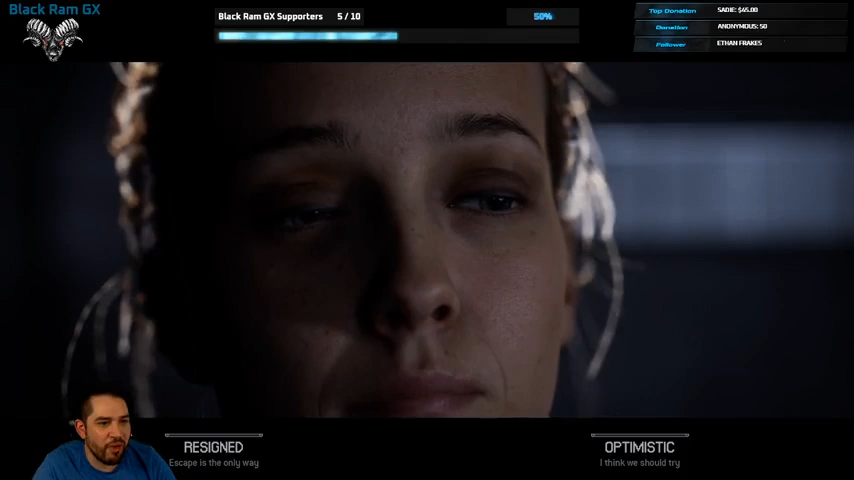 Black Ram GX
Black Ram GX Supporters 5 / 10
50%
Top Donation SADIE: $65.00
Donation ANONYMOUS: 50
Follower ETHAN FRAKES
RESIGNED
Escape is the only way
OPTIMISTIC
I think we should try